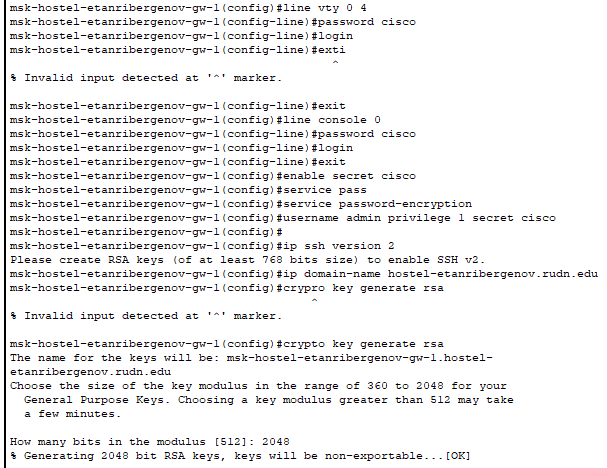 msk-hostel-etanribergenov-gw-1(config)#line vty 0 4
msk-hostel-etanribergenov-gw-1(config-line)#password cisco
msk-hostel-etanribergenov-gw-1(config-line)#login
msk-hostel-etanribergenov-gw-1(config-line)#exti
^
% Invalid input detected at '^' marker.
msk-hostel-etanribergenov-gw-1(config-line)#exit
msk-hostel-etanribergenov-gw-1(config)#line console 0
msk-hostel-etanribergenov-gw-1(config-line)#password cisco
msk-hostel-etanribergenov-gw-1(config-line)#login
msk-hostel-etanribergenov-gw-1(config-line)#exit
msk-hostel-etanribergenov-gw-1(config)#enable secret cisco
msk-hostel-etanribergenov-gw-1(config)#service pass
msk-hostel-etanribergenov-gw-1(config)#service password-encryption
msk-hostel-etanribergenov-gw-1(config)#username admin privilege 1 secret cisco
msk-hostel-etanribergenov-gw-1(config)#
msk-hostel-etanribergenov-gw-1(config)#ip ssh version 2
Please create RSA keys (of at least 768 bits size) to enable SSH v2.
msk-hostel-etanribergenov-gw-1(config)#ip domain-name hostel-etanribergenov.rudn.edu
msk-hostel-etanribergenov-gw-1(config)#crypro key generate rsa
^
% Invalid input detected at '^' marker.
msk-hostel-etanribergenov-gw-1(config)#crypto key generate rsa
The name for the keys will be: msk-hostel-etanribergenov-gw-1.hostel-
etanribergenov.rudn.edu
Choose the size of the key modulus in the range of 360 to 2048 for your
General Purpose Keys. Choosing a key modulus greater than 512 may take
a few minutes.
How many bits in the modulus [512]: 2048
% Generating 2048 bit RSA keys, keys will be non-exportable...[OK]